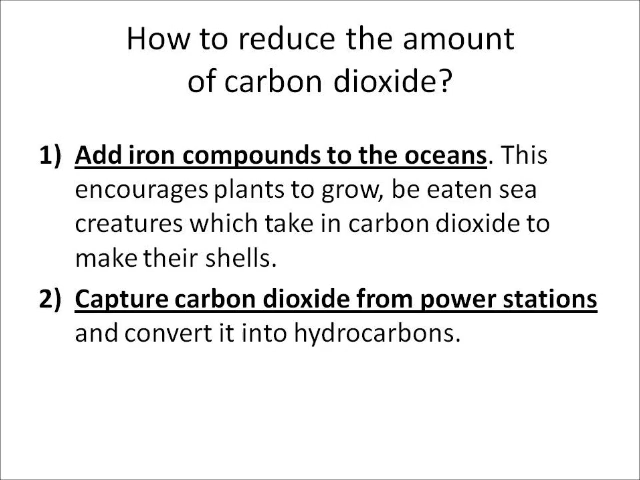 How to reduce the amount
of carbon dioxide?
1) Add iron compounds to the oceans. This
encourages plants to grow, be eaten sea
creatures which take in carbon dioxide to
make their shells.
2) Capture carbon dioxide from power stations
and convert it into hydrocarbons.